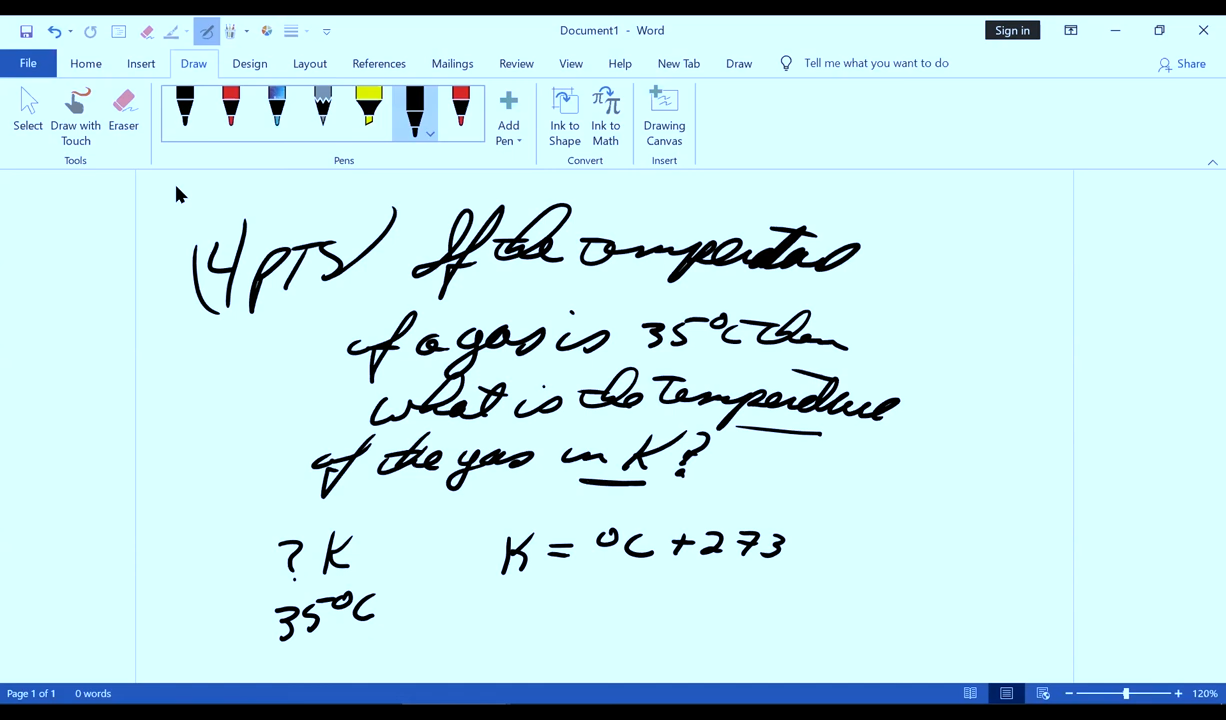 Document1 - Word
Sign in
File Home Insert Draw Design Layout References Mailings Review View Help New Tab Draw Tell me what you want to do Share
Select Draw with Touch Eraser Add Pen Ink to Shape Ink to Math Drawing Canvas
Tools Pens Convert Insert
(4 PTS) If the temperature
of a gas is 35°C then
what is the temperature
of the gas in K?
? K K = °C + 273
35°C
Page 1 of 1 0 words 120%